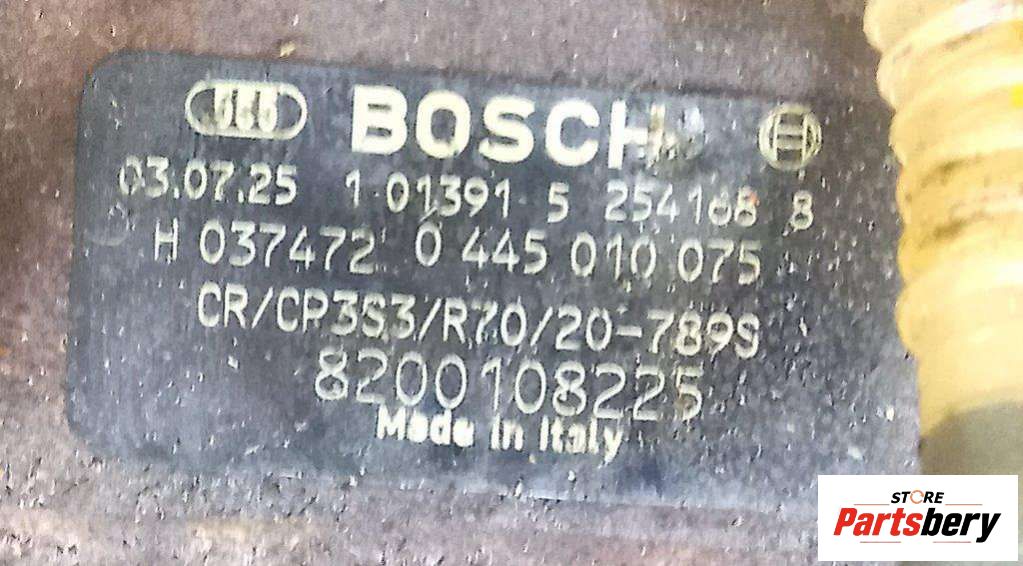 BOSCH
03.07.25 1 01391 5 254168 8
H 037472 0 445 010 075
CR/CP3S3/R70/20-789S
8200108225
Made in Italy
STORE
Partsbery